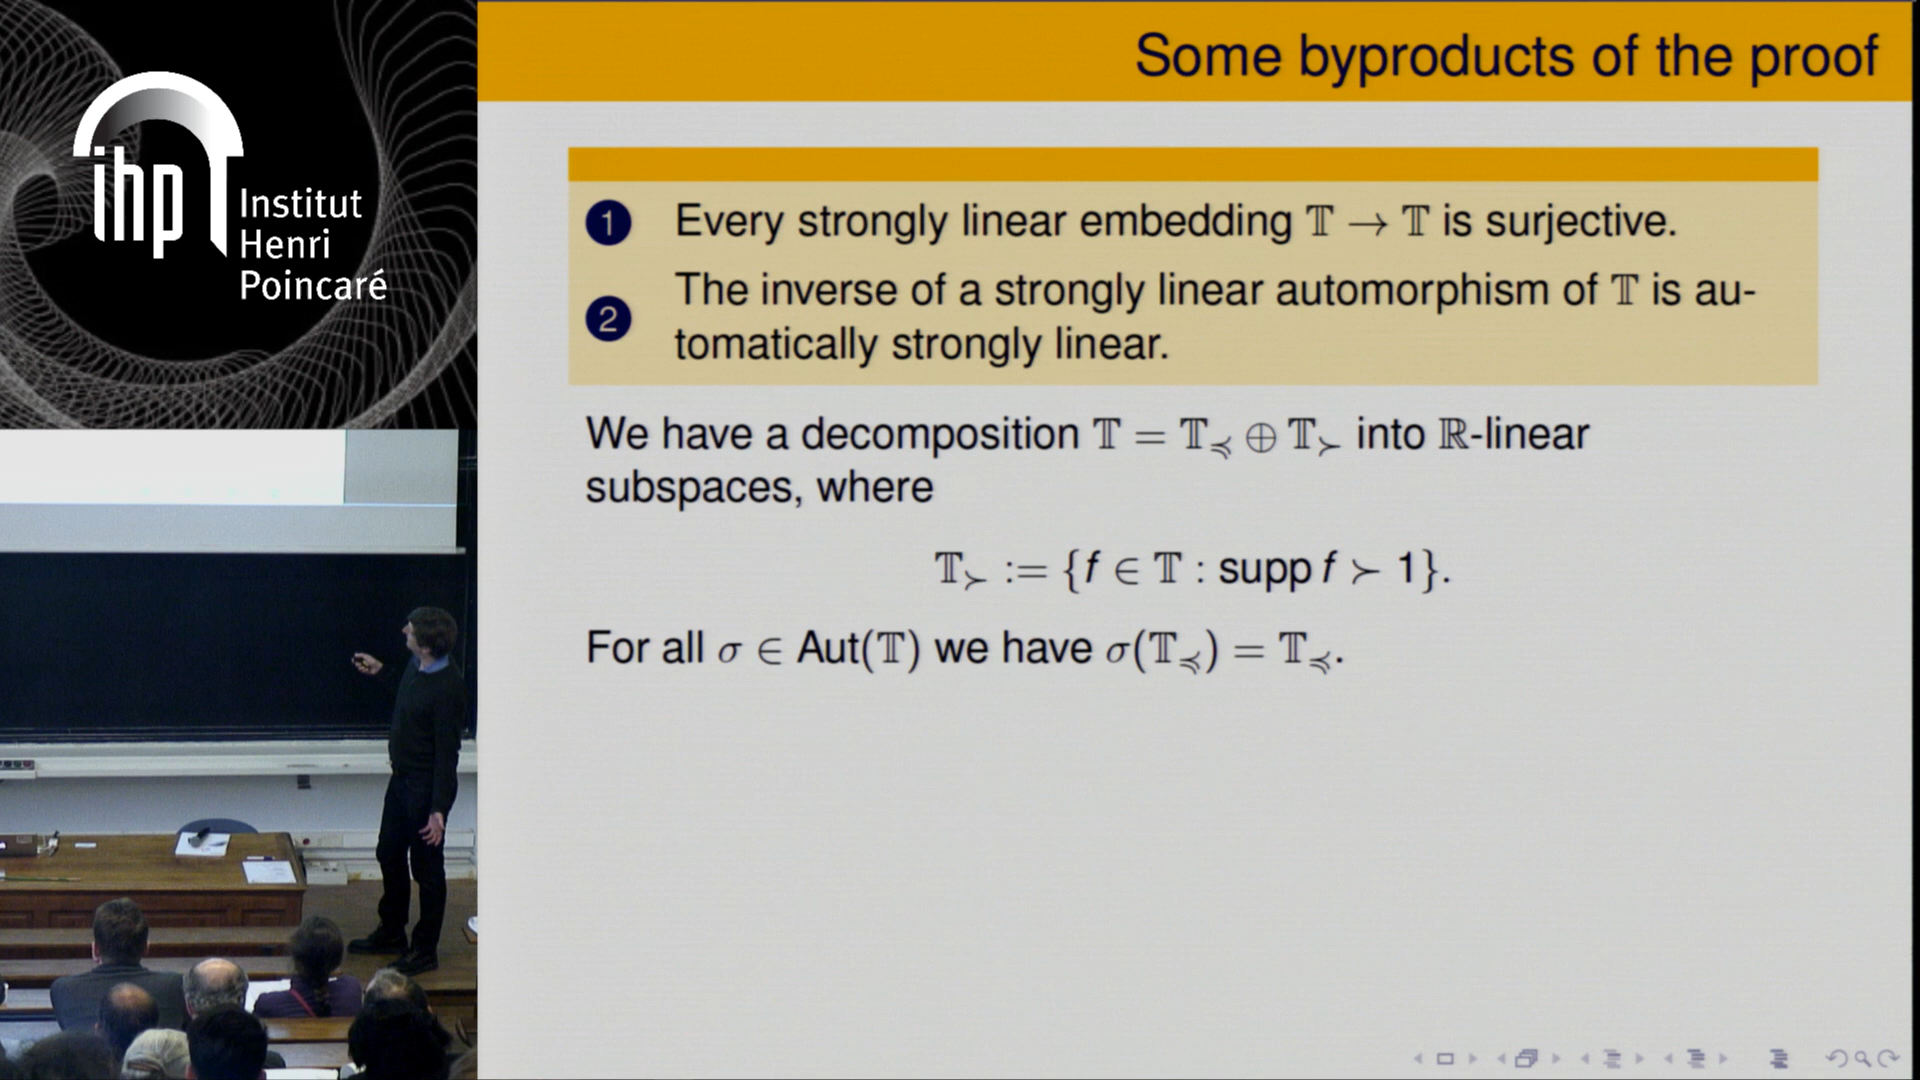 ihp
Institut
Henri
Poincaré
Some byproducts of the proof
1 Every strongly linear embedding 𝕋 → 𝕋 is surjective.
2 The inverse of a strongly linear automorphism of 𝕋 is au-
tomatically strongly linear.
We have a decomposition 𝕋 = 𝕋≼ ⊕ 𝕋≻ into ℝ-linear
subspaces, where
𝕋≻ := {f ∈ 𝕋 : supp f ≻ 1}.
For all σ ∈ Aut(𝕋) we have σ(𝕋≼) = 𝕋≼.